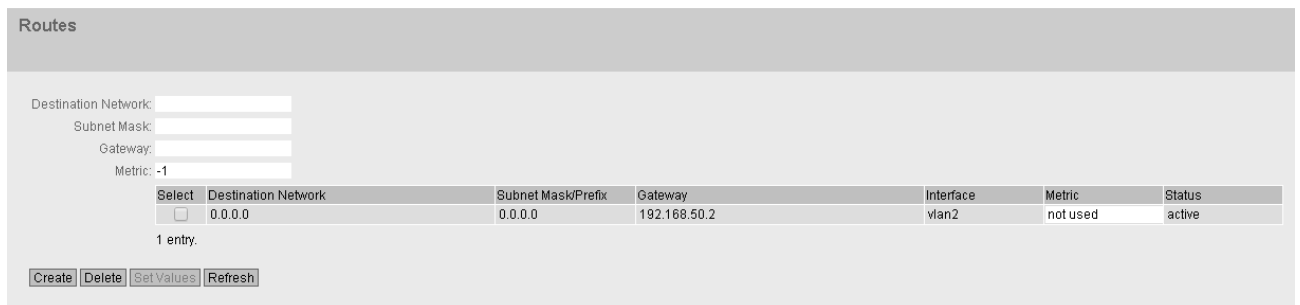 Routes
Destination Network:
Subnet Mask:
Gateway:
Metric: -1
Select Destination Network Subnet Mask/Prefix Gateway Interface Metric Status
0.0.0.0 0.0.0.0 192.168.50.2 vlan2 not used active
1 entry.
Create Delete Set Values Refresh